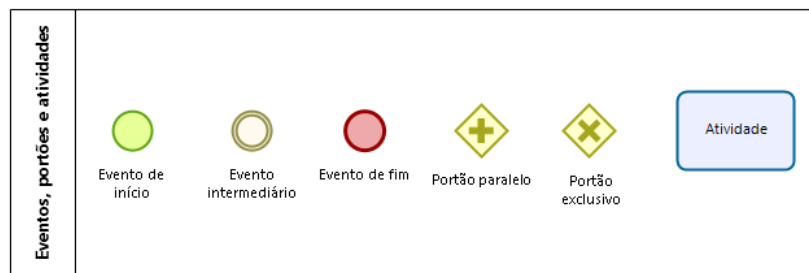 Eventos, portões e atividades
Evento de
início
Evento
intermediário
Evento de fim
Portão paralelo
Portão
exclusivo
Atividade